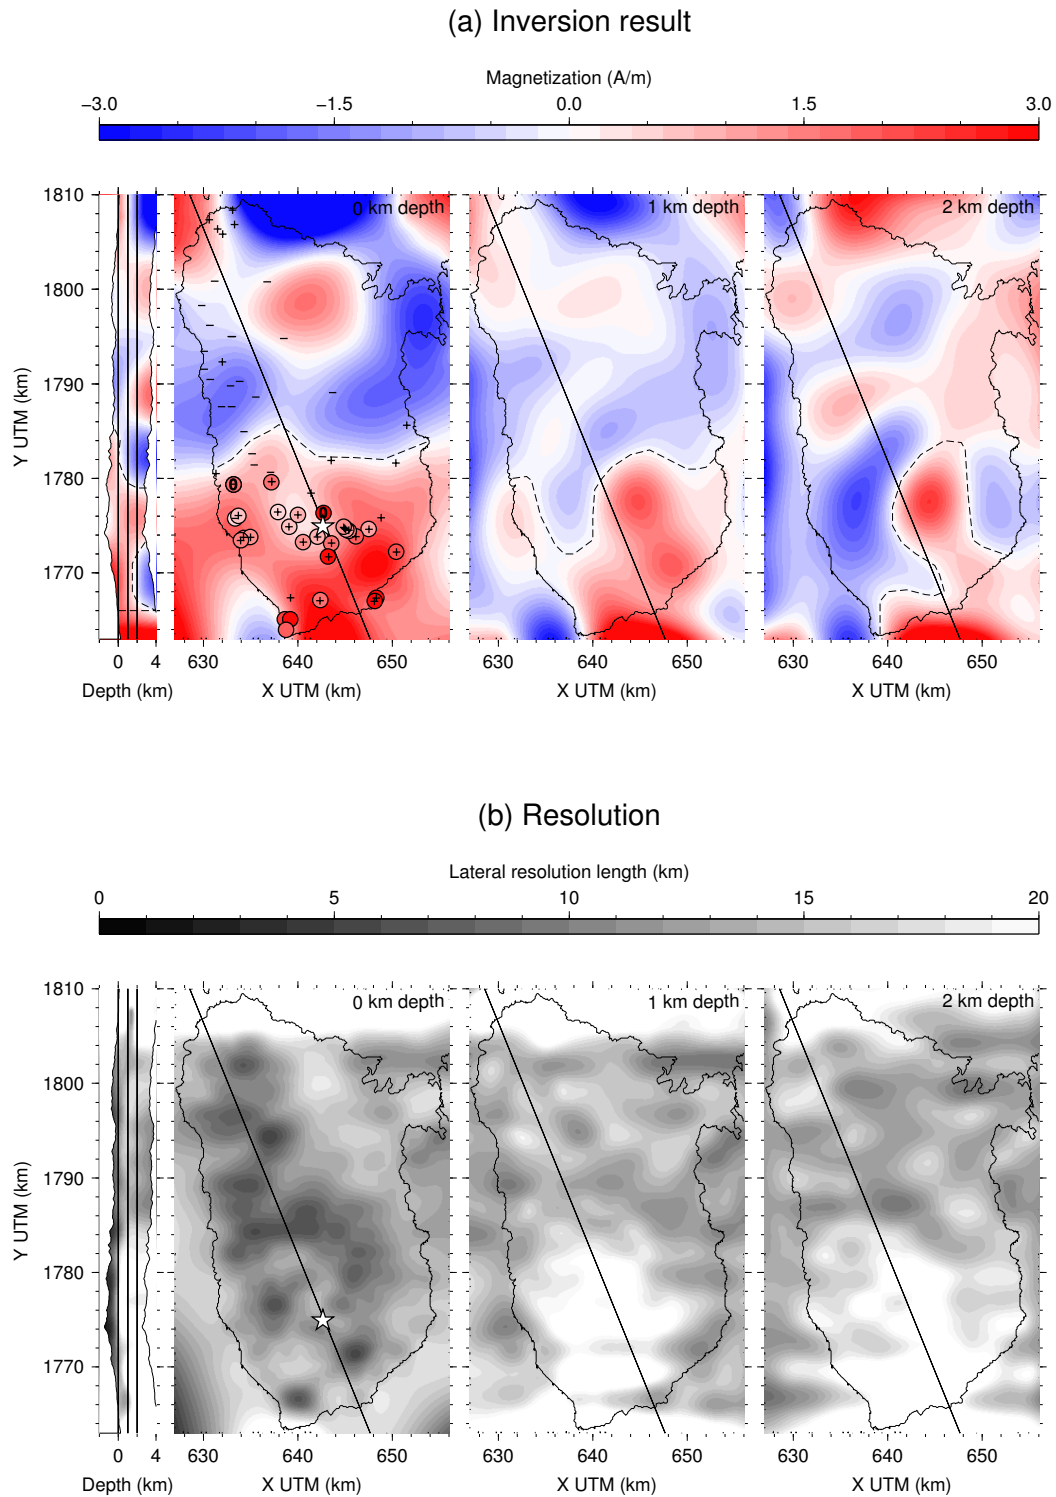 (a) Inversion result
Magnetization (A/m)
−3.0 −1.5 0.0 1.5 3.0
0 km depth 1 km depth 2 km depth
1810
1800
1790
1780
1770
Y UTM (km)
0 4 630 640 650 630 640 650 630 640 650
Depth (km) X UTM (km) X UTM (km) X UTM (km)
(b) Resolution
Lateral resolution length (km)
0 5 10 15 20
0 km depth 1 km depth 2 km depth
1810
1800
1790
1780
1770
Y UTM (km)
0 4 630 640 650 630 640 650 630 640 650
Depth (km) X UTM (km) X UTM (km) X UTM (km)